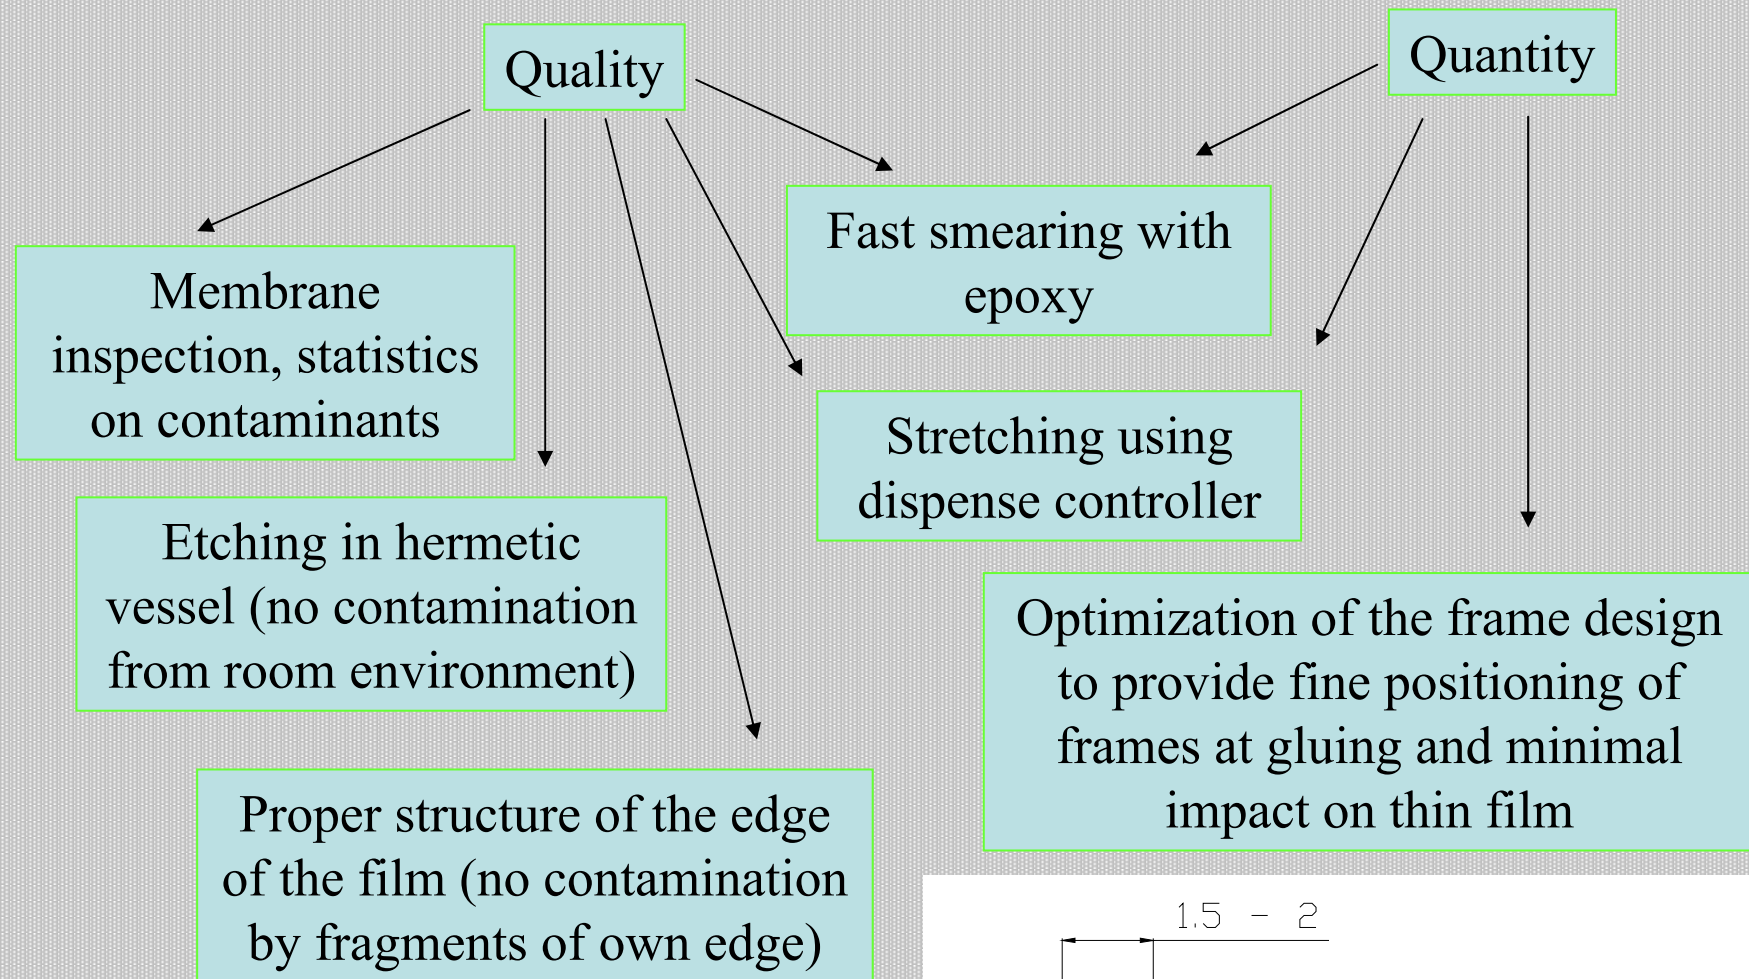 Quality
Quantity
Fast smearing with
epoxy
Membrane
inspection, statistics
on contaminants
Stretching using
dispense controller
Etching in hermetic
vessel (no contamination
from room environment)
Optimization of the frame design
to provide fine positioning of
frames at gluing and minimal
impact on thin film
Proper structure of the edge
of the film (no contamination
by fragments of own edge)
1.5 - 2